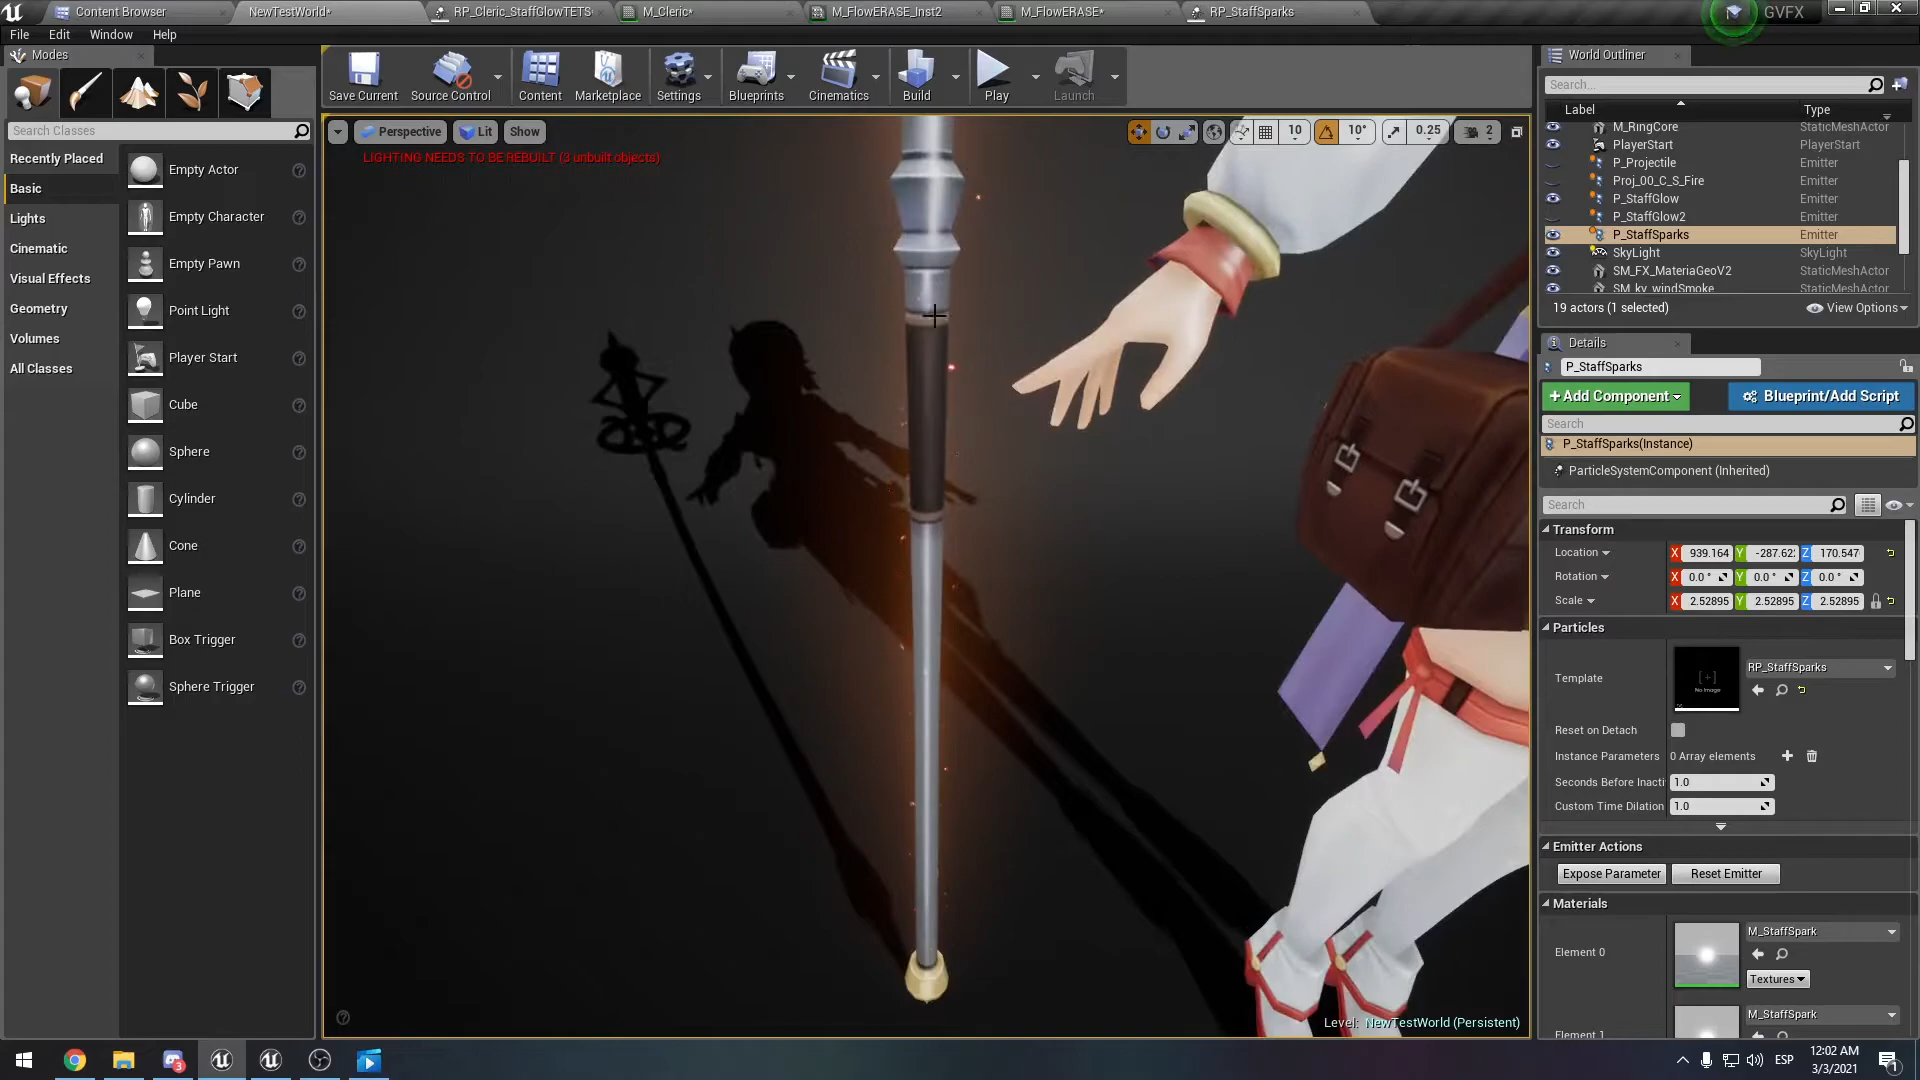 Content Browser
NewTestWorld*
RP_Cleric_StaffGlowTETS
M_Cleric*
M_FlowERASE_Inst2
M_FlowERASE*
RP_StaffSparks
GVFX
File Edit Window Help
Modes
Save Current
Source Control
Content
Marketplace
Settings
Blueprints
Cinematics
Build
Play
Launch
World Outliner
Search...
Label
Type
M_RingCore StaticMeshActor
PlayerStart PlayerStart
P_Projectile Emitter
Proj_00_C_S_Fire Emitter
P_StaffGlow Emitter
P_StaffGlow2 Emitter
P_StaffSparks Emitter
SkyLight SkyLight
SM_FX_MateriaGeoV2 StaticMeshActor
SM_ky_windSmoke StaticMeshActor
19 actors (1 selected)
View Options
Search Classes
Recently Placed
Basic
Lights
Cinematic
Visual Effects
Geometry
Volumes
All Classes
Empty Actor
Empty Character
Empty Pawn
Point Light
Player Start
Cube
Sphere
Cylinder
Cone
Plane
Box Trigger
Sphere Trigger
Perspective
Lit
Show
LIGHTING NEEDS TO BE REBUILT (3 unbuilt objects)
10
10°
0.25
2
Level: NewTestWorld (Persistent)
Details
P_StaffSparks
+Add Component
Blueprint/Add Script
Search
P_StaffSparks(Instance)
ParticleSystemComponent (Inherited)
Search
Transform
Location X 939.164 Y -287.62 Z 170.547
Rotation X 0.0 ° Y 0.0 ° Z 0.0 °
Scale X 2.52895 Y 2.52895 Z 2.52895
Particles
Template
No Image
RP_StaffSparks
Reset on Detach
Instance Parameters 0 Array elements
Seconds Before Inacti 1.0
Custom Time Dilation 1.0
Emitter Actions
Expose Parameter
Reset Emitter
Materials
Element 0
M_StaffSpark
Textures
M_StaffSpark
Element 1
3
ESP
12:02 AM
3/3/2021
1